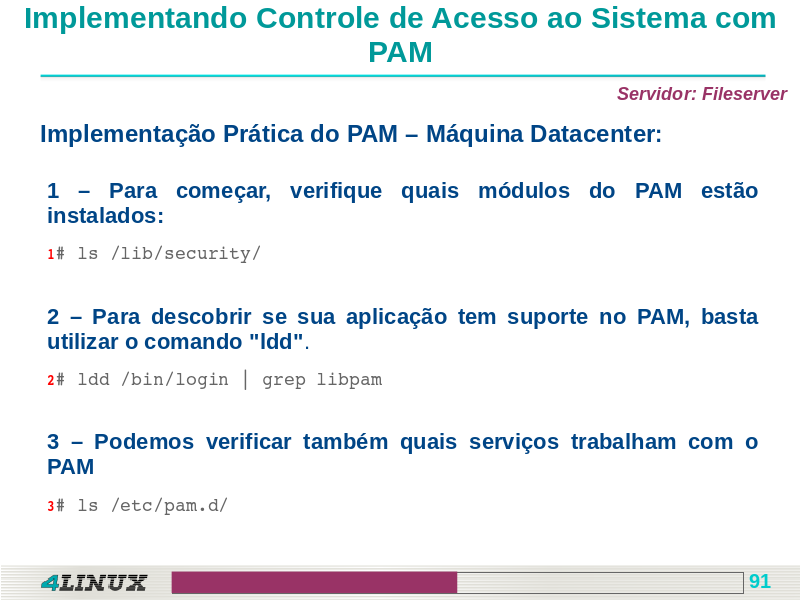 Implementando Controle de Acesso ao Sistema com
PAM
Servidor: Fileserver
Implementação Prática do PAM – Máquina Datacenter:
1 – Para começar, verifique quais módulos do PAM estão
instalados:
1# ls /lib/security/
2 – Para descobrir se sua aplicação tem suporte no PAM, basta
utilizar o comando "ldd".
2# ldd /bin/login | grep libpam
3 – Podemos verificar também quais serviços trabalham com o
PAM
3# ls /etc/pam.d/
4LINUX
91